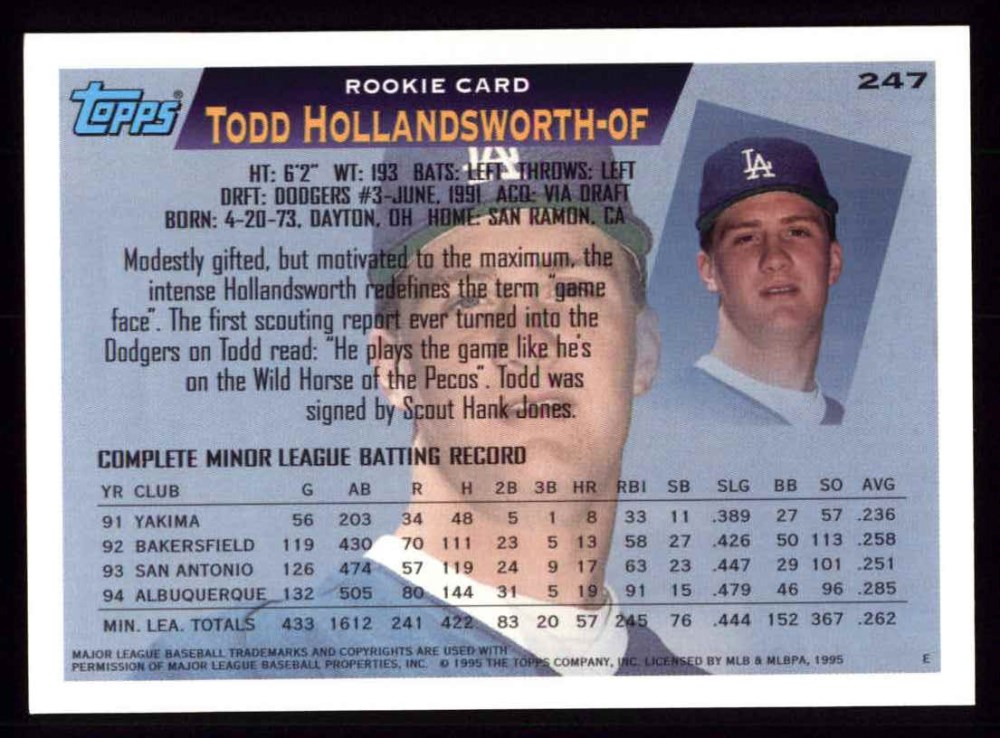 247
Topps®
ROOKIE CARD
TODD HOLLANDSWORTH-OF
LA
LA
HT: 6'2" WT: 193 BATS: LEFT THROWS: LEFT
DRFT: DODGERS #3-JUNE, 1991 ACQ: VIA DRAFT
BORN: 4-20-73, DAYTON, OH HOME: SAN RAMON, CA
Modestly gifted, but motivated to the maximum, the
intense Hollandsworth redefines the term "game
face". The first scouting report ever turned into the
Dodgers on Todd read: "He plays the game like he's
on the Wild Horse of the Pecos". Todd was
signed by Scout Hank Jones.
COMPLETE MINOR LEAGUE BATTING RECORD
YR CLUB G AB R H 2B 3B HR RBI SB SLG BB SO AVG
91 YAKIMA 56 203 34 48 5 1 8 33 11 .389 27 57 .236
92 BAKERSFIELD 119 430 70 111 23 5 13 58 27 .426 50 113 .258
93 SAN ANTONIO 126 474 57 119 24 9 17 63 23 .447 29 101 .251
94 ALBUQUERQUE 132 505 80 144 31 5 19 91 15 .479 46 96 .285
MIN. LEA. TOTALS 433 1612 241 422 83 20 57 245 76 .444 152 367 .262
MAJOR LEAGUE BASEBALL TRADEMARKS AND COPYRIGHTS ARE USED WITH
PERMISSION OF MAJOR LEAGUE BASEBALL PROPERTIES, INC. © 1995 THE TOPPS COMPANY, INC. LICENSED BY MLB & MLBPA, 1995 E